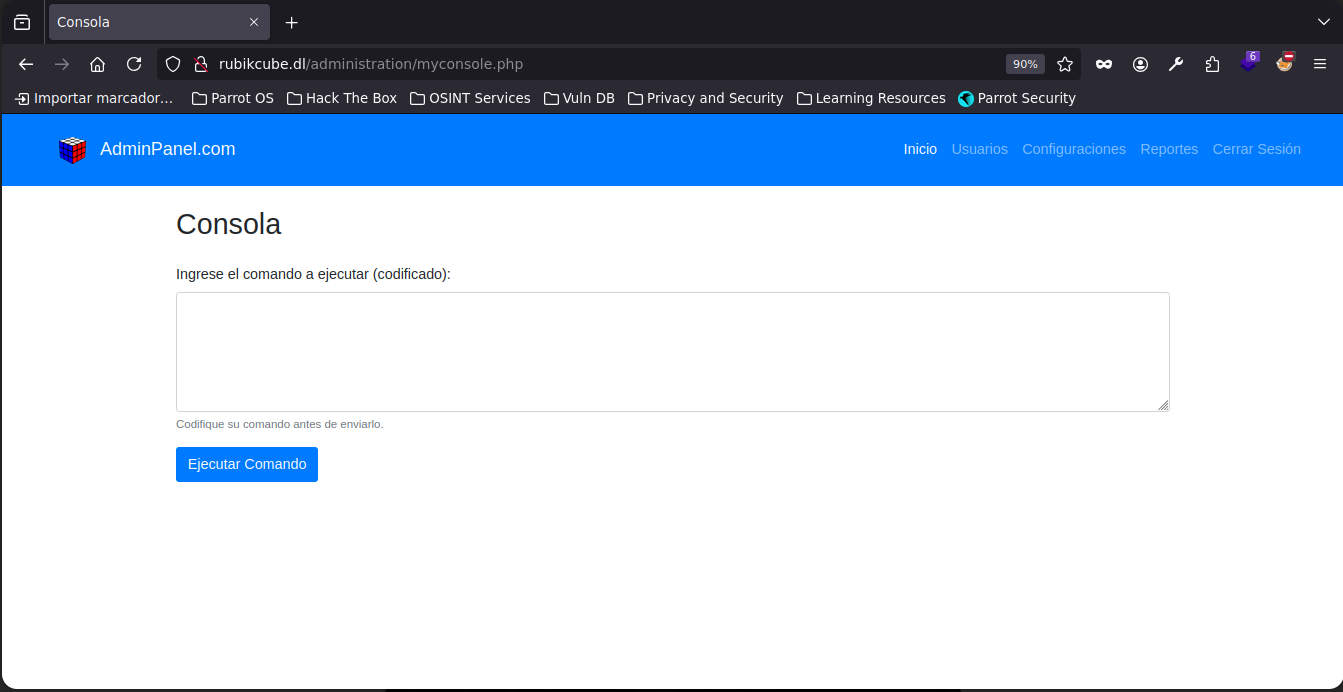 Consola
rubikcube.dl/administration/myconsole.php 90% 6
Importar marcador... Parrot OS Hack The Box OSINT Services Vuln DB Privacy and Security Learning Resources Parrot Security
AdminPanel.com Inicio Usuarios Configuraciones Reportes Cerrar Sesión
Consola
Ingrese el comando a ejecutar (codificado):
Codifique su comando antes de enviarlo.
Ejecutar Comando